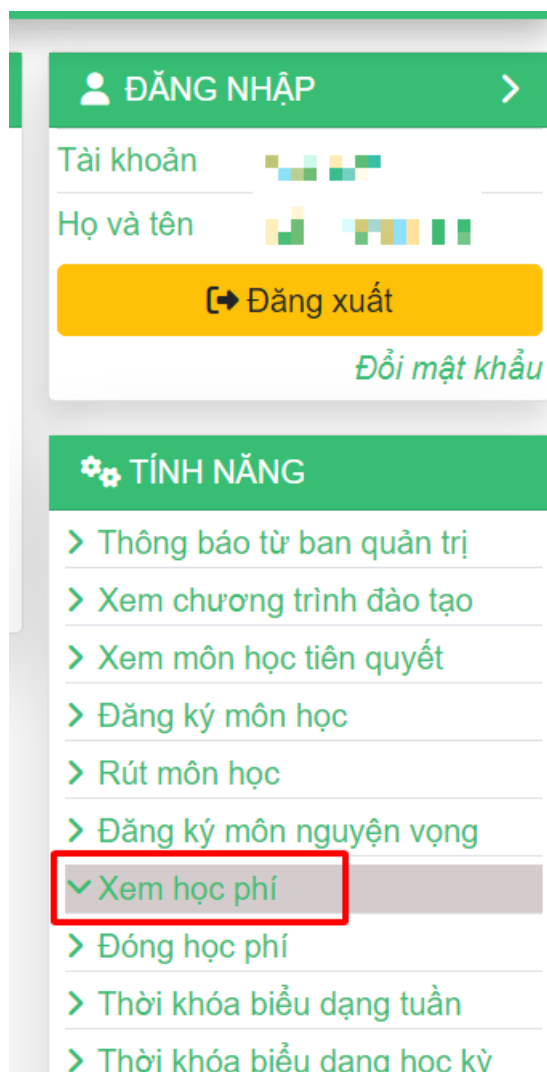 ĐĂNG NHẬP
Tài khoản
Họ và tên
Đăng xuất
Đổi mật khẩu
TÍNH NĂNG
Thông báo từ ban quản trị
Xem chương trình đào tạo
Xem môn học tiên quyết
Đăng ký môn học
Rút môn học
Đăng ký môn nguyện vọng
Xem học phí
Đóng học phí
Thời khóa biểu dạng tuần
Thời khóa biểu dạng học kỳ